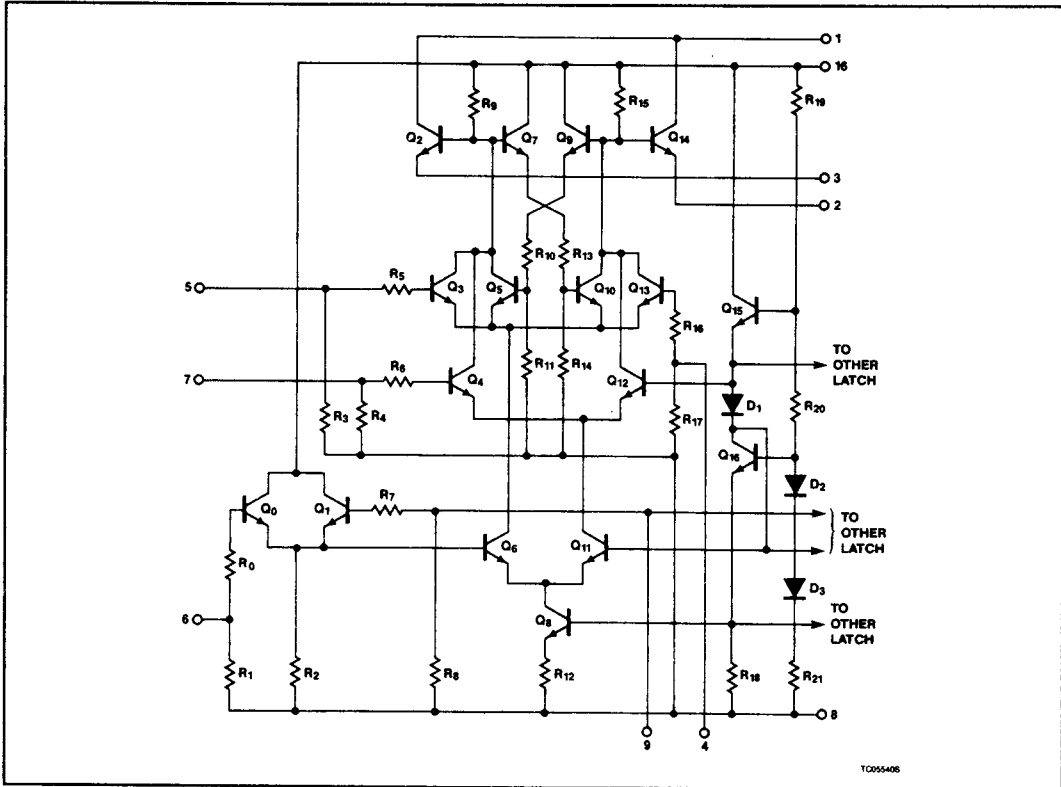 1
16
R9
R15
R19
Q2
Q7
Q9
Q14
3
2
R10
R13
5
R5
Q3
Q5
Q10
Q13
Q15
R16
TO
OTHER
LATCH
7
R6
Q4
R11
R14
Q12
D1
R20
R3
R4
R17
Q16
D2
Q0
Q1
R7
TO
OTHER
LATCH
R0
Q6
Q11
D3
6
Q8
TO
OTHER
LATCH
R1
R2
R8
R12
R18
R21
8
9
4
TC05540S